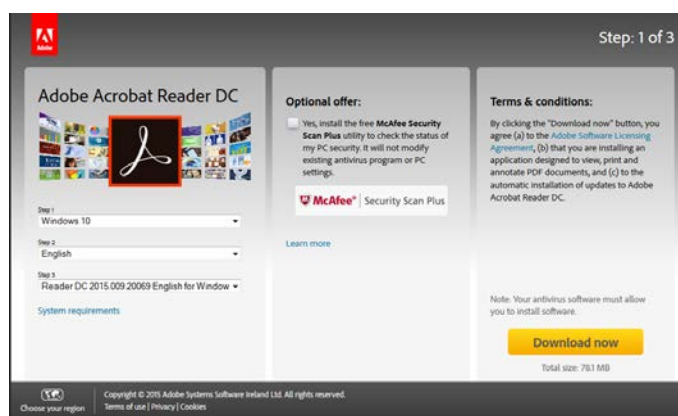 Adobe
Step: 1 of 3
Adobe Acrobat Reader DC
Step 1
Windows 10
Step 2
English
Step 3
Reader DC 2015.009.20069 English for Window
System requirements
Optional offer:
Yes, install the free McAfee Security
Scan Plus utility to check the status of
my PC security. It will not modify
existing antivirus program or PC
settings.
McAfee® Security Scan Plus
Learn more
Terms & conditions:
By clicking the "Download now" button, you
agree (a) to the Adobe Software Licensing
Agreement, (b) that you are installing an
application designed to view, print and
annotate PDF documents, and (c) to the
automatic installation of updates to Adobe
Acrobat Reader DC.
Note: Your antivirus software must allow
you to install software.
Download now
Total size: 78.1 MB
Choose your region
Copyright © 2015 Adobe Systems Software Ireland Ltd. All rights reserved.
Terms of use | Privacy | Cookies